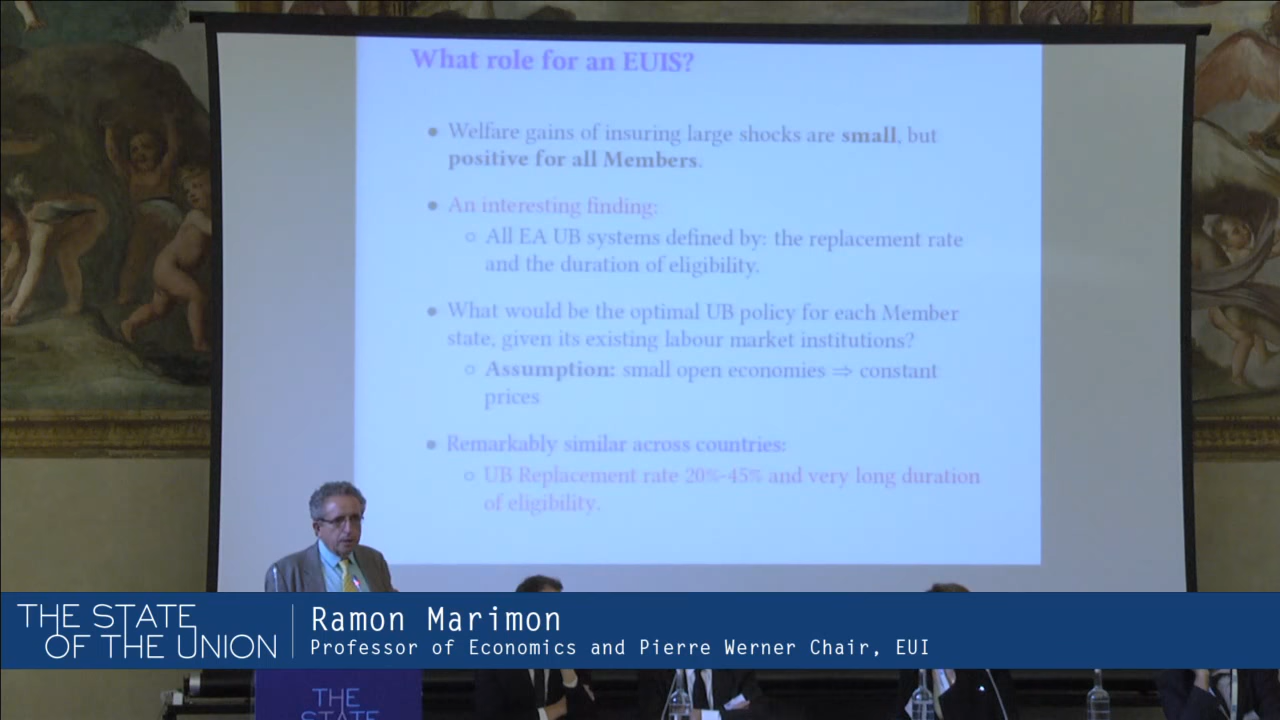 What role for an EUIS?
● Welfare gains of insuring large shocks are small, but
positive for all Members.
● An interesting finding:
○ All EA UB systems defined by: the replacement rate
and the duration of eligibility.
● What would be the optimal UB policy for each Member
state, given its existing labour market institutions?
○ Assumption: small open economies ⇒ constant
prices
● Remarkably similar across countries:
○ UB Replacement rate 20%-45% and very long duration
of eligibility.
THE STATE
OF THE UNION
Ramon Marimon
Professor of Economics and Pierre Werner Chair, EUI
THE
STATE